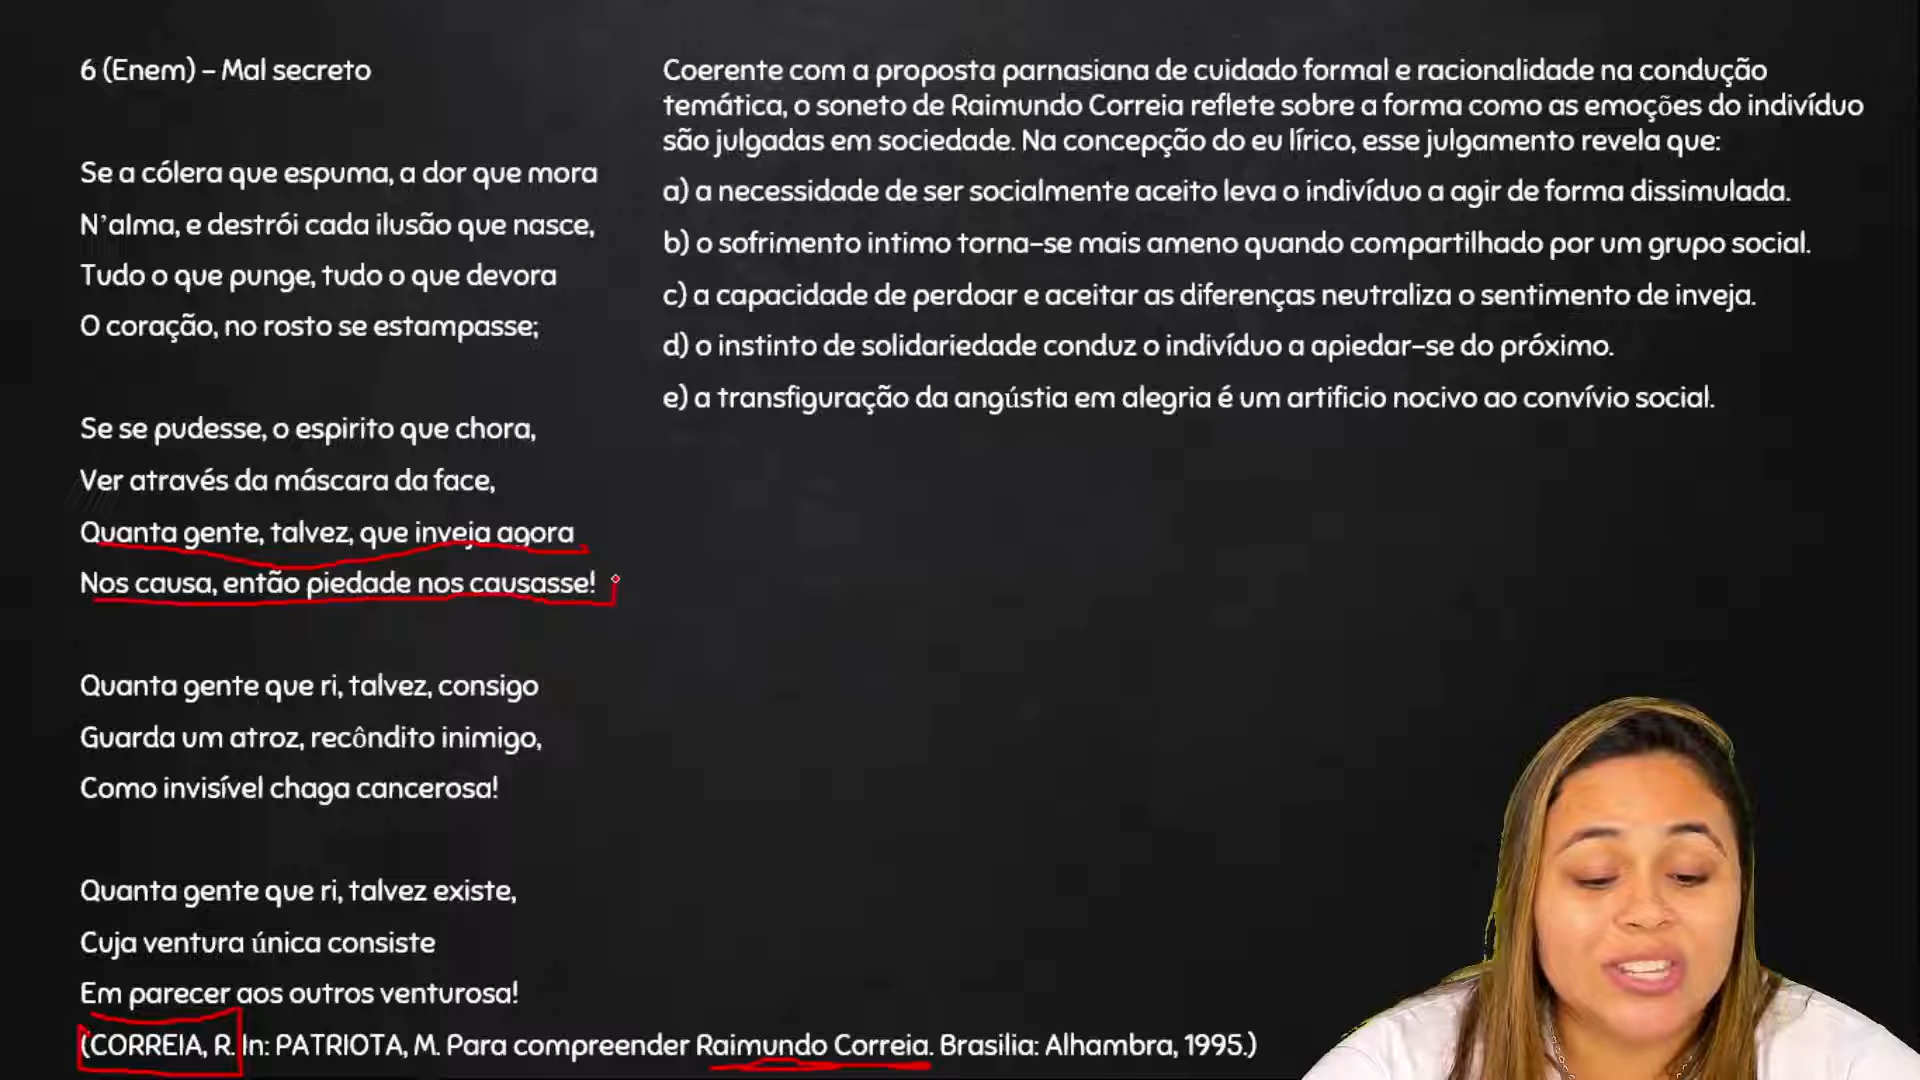 6 (Enem) – Mal secreto
Se a cólera que espuma, a dor que mora
N’alma, e destrói cada ilusão que nasce,
Tudo o que punge, tudo o que devora
O coração, no rosto se estampasse;
Se se pudesse, o espirito que chora,
Ver através da máscara da face,
Quanta gente, talvez, que inveja agora
Nos causa, então piedade nos causasse!
Quanta gente que ri, talvez, consigo
Guarda um atroz, recôndito inimigo,
Como invisível chaga cancerosa!
Quanta gente que ri, talvez existe,
Cuja ventura única consiste
Em parecer aos outros venturosa!
(CORREIA, R. In: PATRIOTA, M. Para compreender Raimundo Correia. Brasilia: Alhambra, 1995.)
Coerente com a proposta parnasiana de cuidado formal e racionalidade na condução
temática, o soneto de Raimundo Correia reflete sobre a forma como as emoções do indivíduo
são julgadas em sociedade. Na concepção do eu lírico, esse julgamento revela que:
a) a necessidade de ser socialmente aceito leva o indivíduo a agir de forma dissimulada.
b) o sofrimento intimo torna-se mais ameno quando compartilhado por um grupo social.
c) a capacidade de perdoar e aceitar as diferenças neutraliza o sentimento de inveja.
d) o instinto de solidariedade conduz o indivíduo a apiedar-se do próximo.
e) a transfiguração da angústia em alegria é um artificio nocivo ao convívio social.